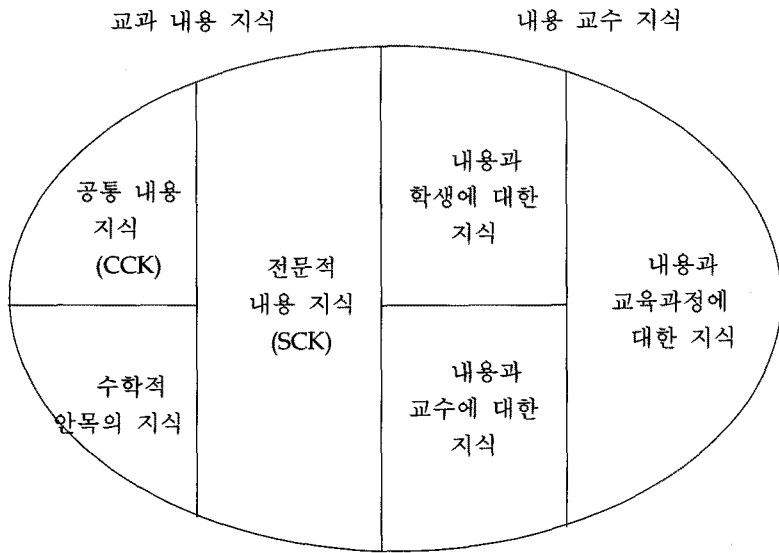 교과 내용 지식
내용 교수 지식
공통 내용
지식
(CCK)
수학적
안목의 지식
전문적
내용 지식
(SCK)
내용과
학생에 대한
지식
내용과
교수에 대한
지식
내용과
교육과정에
대한 지식